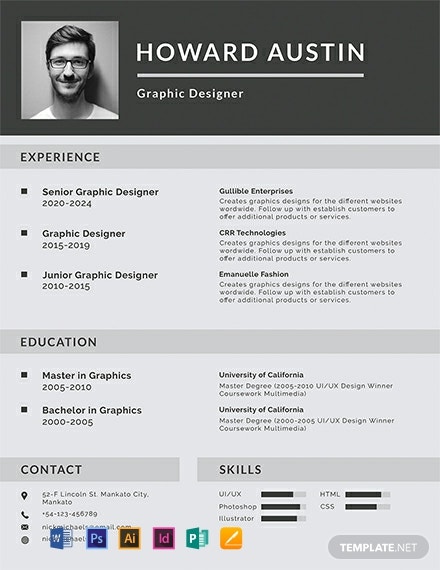 HOWARD AUSTIN
Graphic Designer
EXPERIENCE
Senior Graphic Designer
2020-2024
Gullible Enterprises
Creates graphics designs for the different websites
wordwide. Follow up with establish customers to
offer additional products or services.
Graphic Designer
2015-2019
CRR Technologies
Creates graphics designs for the different websites
wordwide. Follow up with establish customers to
offer additional products or services.
Junior Graphic Designer
2010-2015
Emanuelle Fashion
Creates graphics designs for the different websites
wordwide. Follow up with establish customers to
offer additional products or services.
EDUCATION
Master in Graphics
2005-2010
University of California
Master Degree (2005-2010 UI/UX Design Winner
Coursework Multimedia)
Bachelor in Graphics
2000-2005
University of California
Master Degree (2000-2005 UI/UX Design Winner
Coursework Multimedia)
CONTACT
52-F Lincoln St. Mankato City,
Mankato
+54-123-456789
SKILLS
UI/UX
HTML
Photoshop
CSS
Illustrator
W
Ps
Ai
Id
P
TEMPLATE.NET